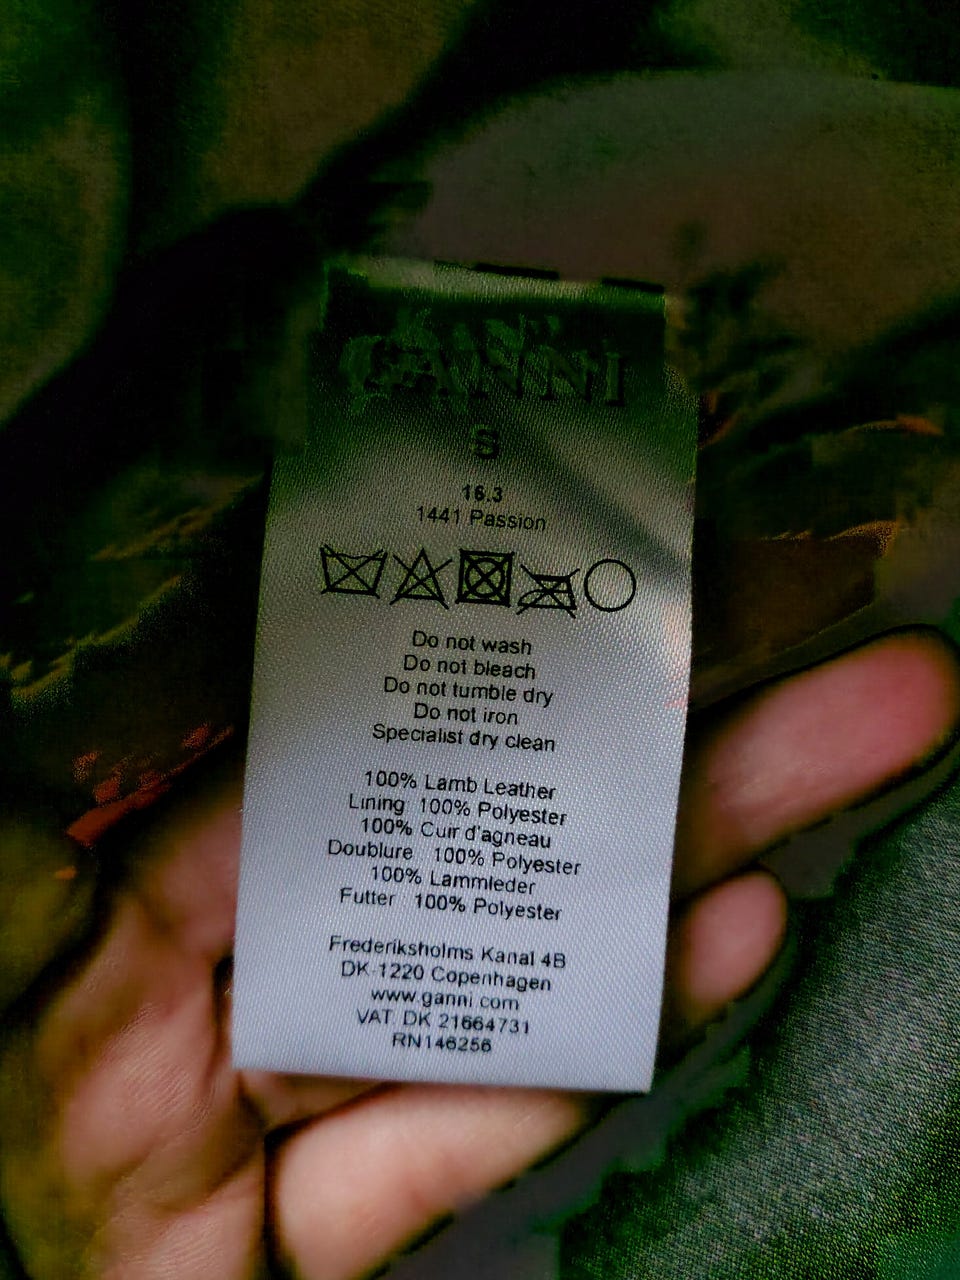 GANNI
S
16.3
1441 Passion
Do not wash
Do not bleach
Do not tumble dry
Do not iron
Specialist dry clean
100% Lamb Leather
Lining 100% Polyester
100% Cuir d'agneau
Doublure 100% Polyester
100% Lammleder
Futter 100% Polyester
Frederiksholms Kanal 4B
DK-1220 Copenhagen
www.ganni.com
VAT DK 21664731
RN146256